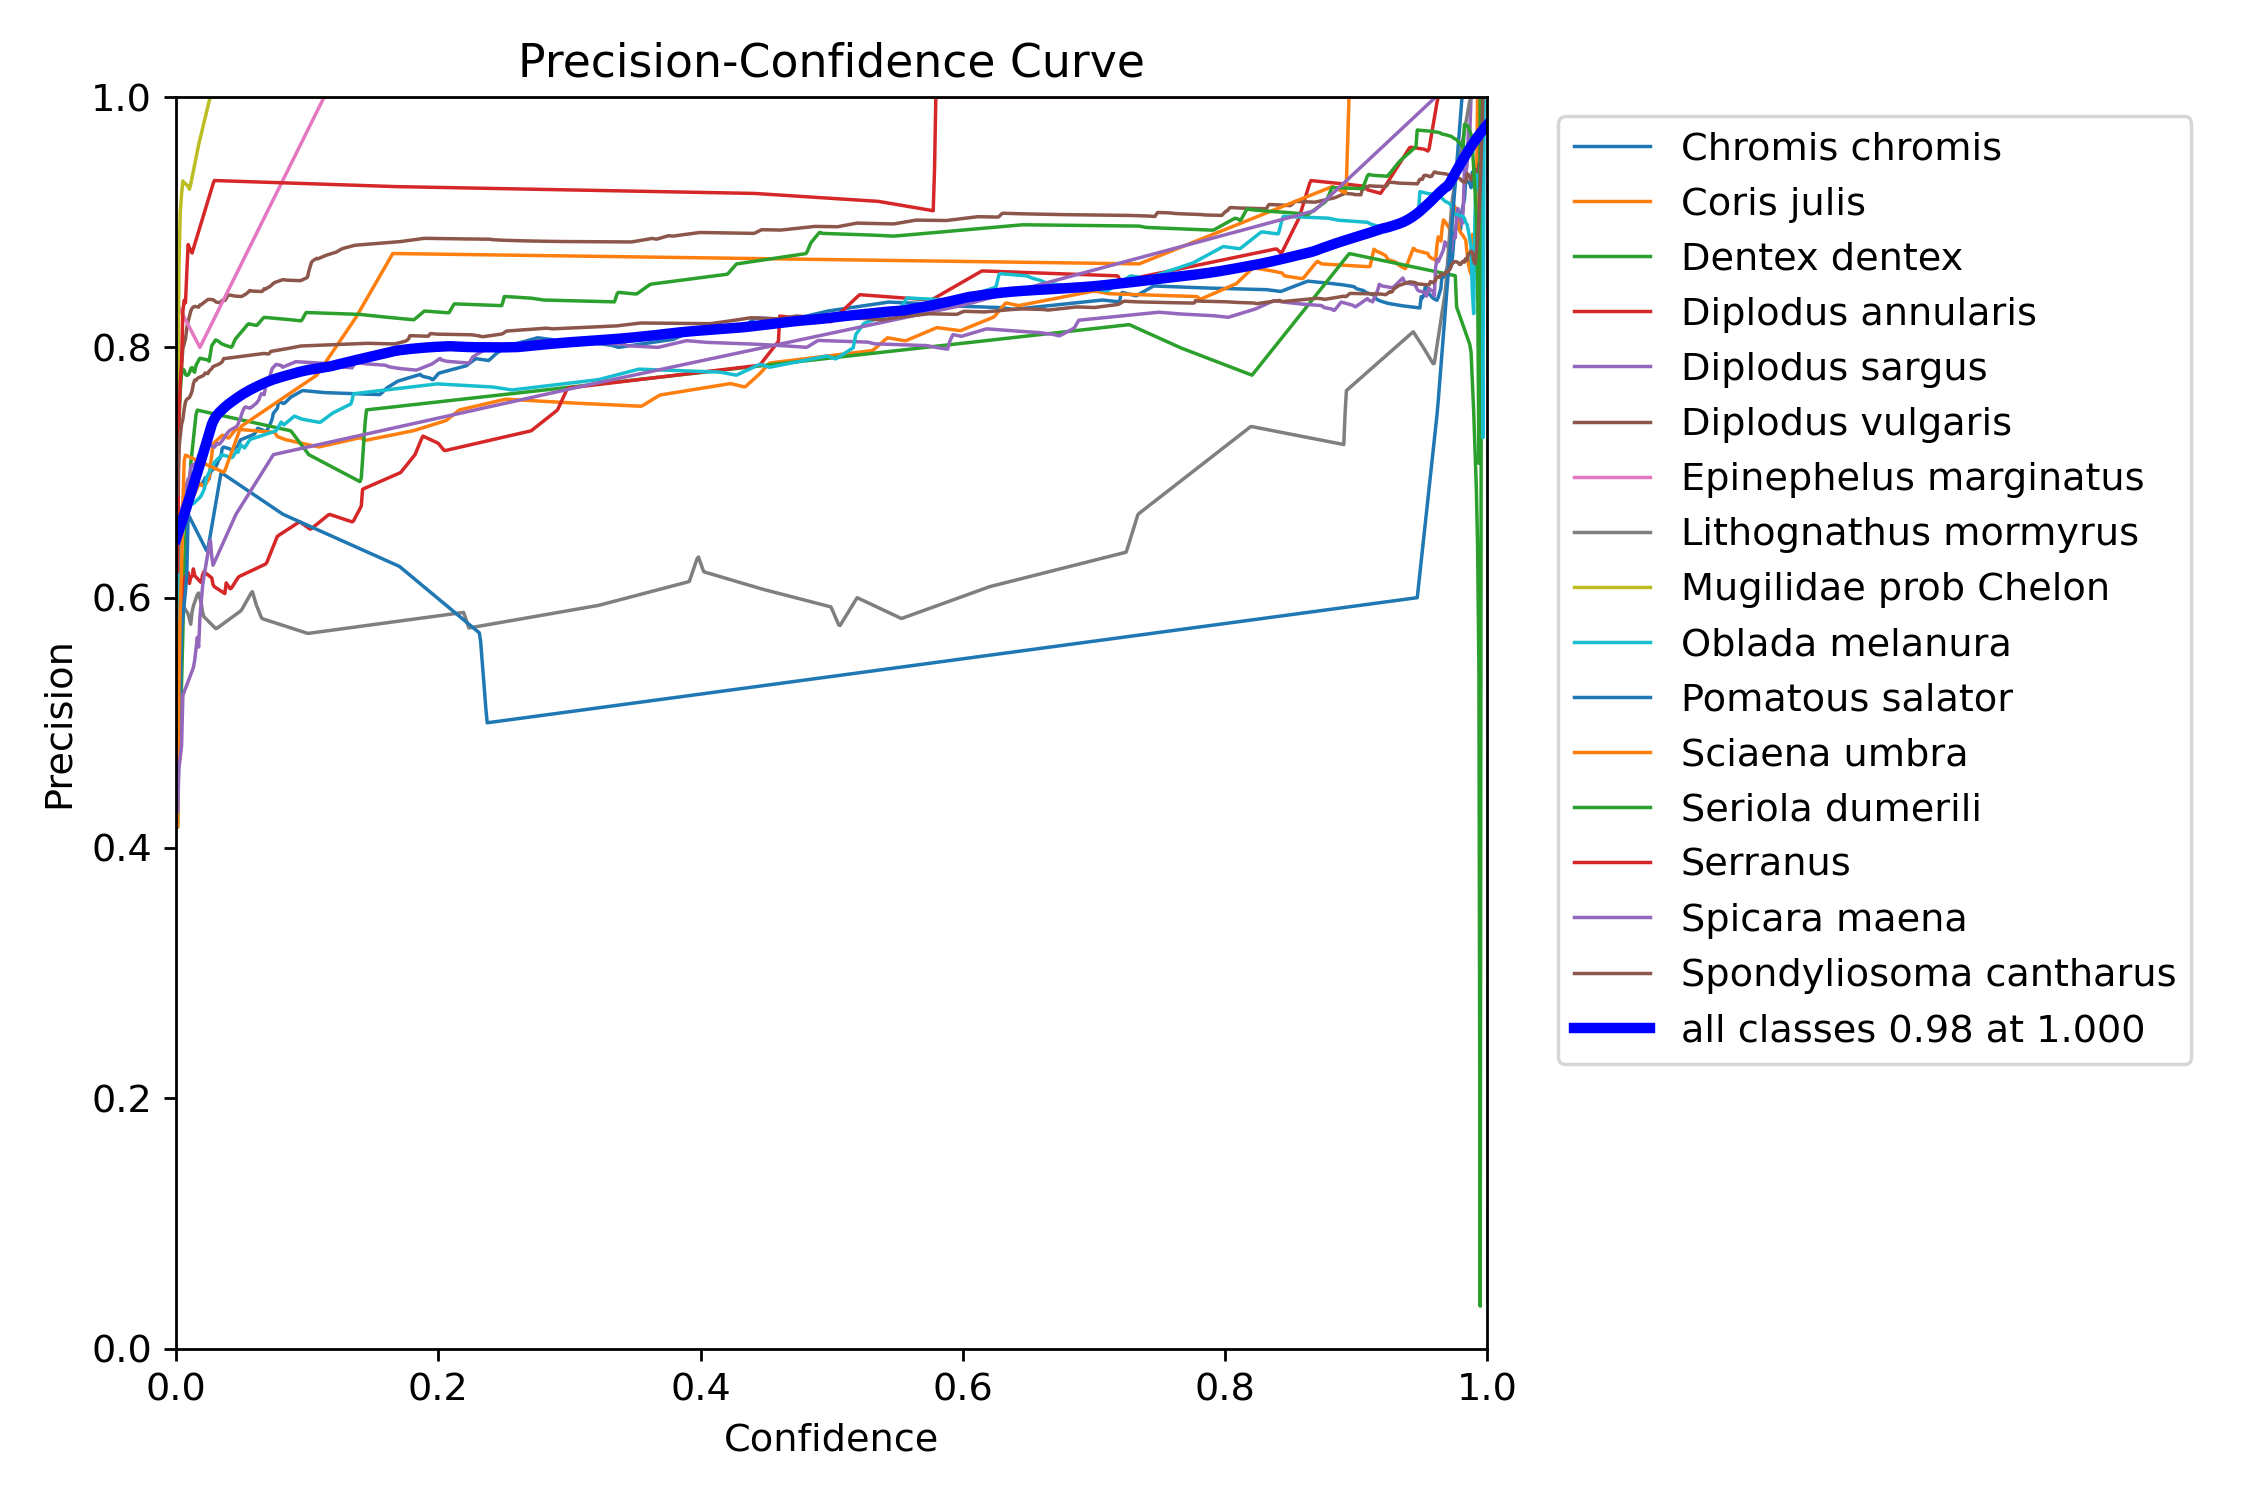 Precision-Confidence Curve
1.0
0.8
0.6
0.4
0.2
0.0
Precision
0.0 0.2 0.4 0.6 0.8 1.0
Confidence
Chromis chromis
Coris julis
Dentex dentex
Diplodus annularis
Diplodus sargus
Diplodus vulgaris
Epinephelus marginatus
Lithognathus mormyrus
Mugilidae prob Chelon
Oblada melanura
Pomatous salator
Sciaena umbra
Seriola dumerili
Serranus
Spicara maena
Spondyliosoma cantharus
all classes 0.98 at 1.000